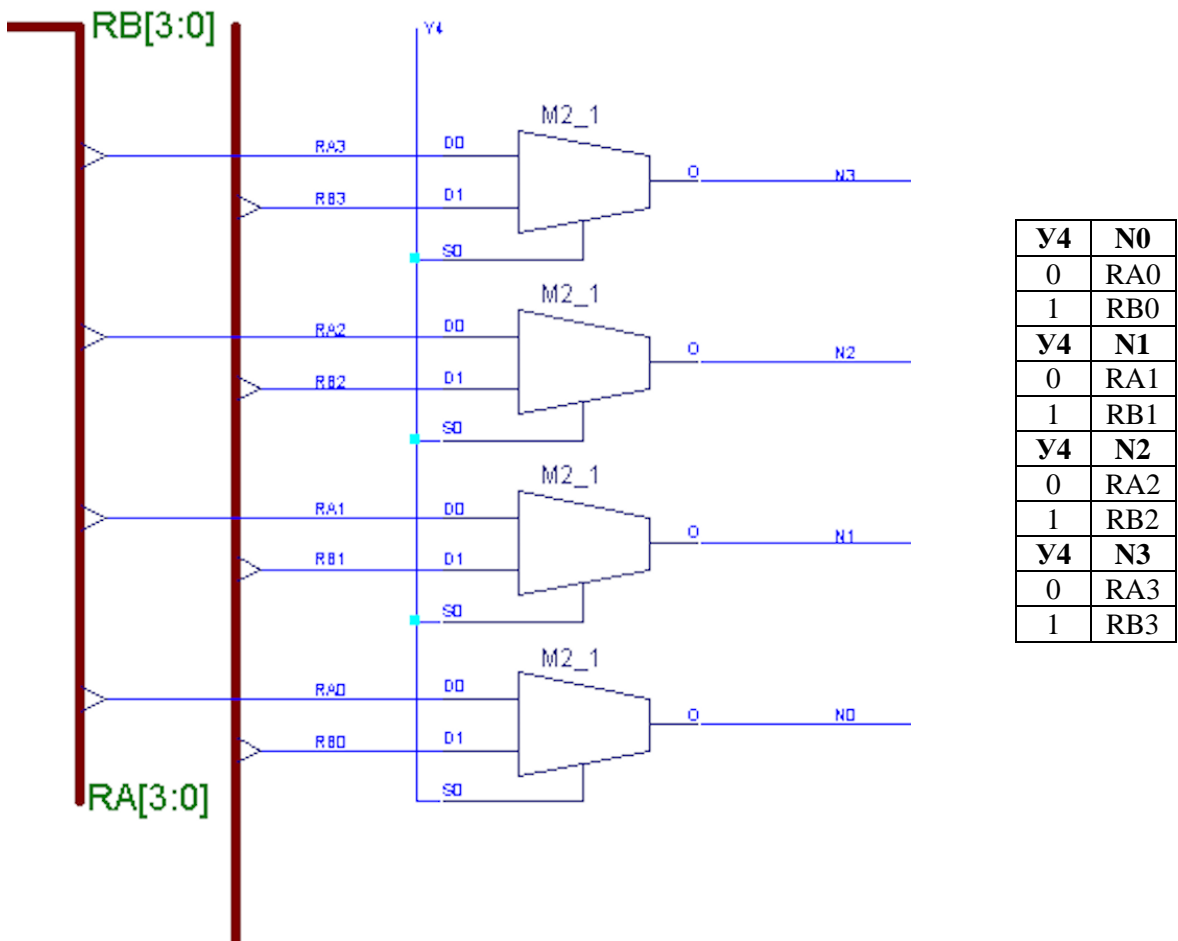 RB[3:0]
Y4
M2_1
RA3 D0
O N3
RB3 D1
S0
M2_1
RA2 D0
O N2
RB2 D1
S0
M2_1
RA1 D0
O N1
RB1 D1
S0
M2_1
RA0 D0
O N0
RB0 D1
S0
RA[3:0]
У4 N0
0 RA0
1 RB0
У4 N1
0 RA1
1 RB1
У4 N2
0 RA2
1 RB2
У4 N3
0 RA3
1 RB3